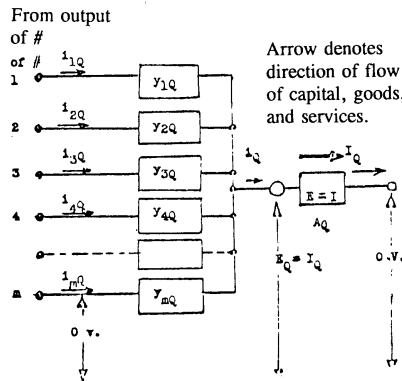 From output
of #
of #
1 i1Q y1Q
2 i2Q y2Q
3 i3Q y3Q
4 i4Q y4Q
m imQ ymQ
0 v.
Arrow denotes
direction of flow
of capital, goods,
and services.
iQ IQ
E = I
AQ
EQ = IQ
0 V.